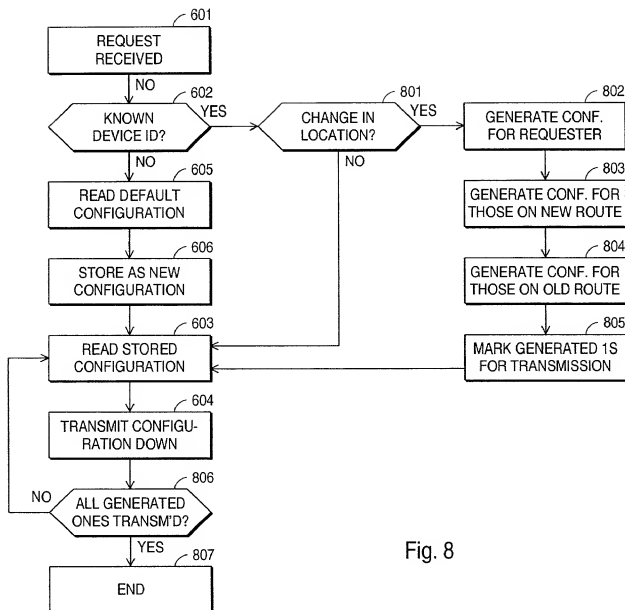 601
REQUEST
RECEIVED
NO
602
KNOWN
DEVICE ID?
YES
801
CHANGE IN
LOCATION?
YES
802
GENERATE CONF.
FOR REQUESTER
NO
605
READ DEFAULT
CONFIGURATION
NO
803
GENERATE CONF. FOR
THOSE ON NEW ROUTE
606
STORE AS NEW
CONFIGURATION
804
GENERATE CONF. FOR
THOSE ON OLD ROUTE
603
READ STORED
CONFIGURATION
805
MARK GENERATED 1S
FOR TRANSMISSION
604
TRANSMIT CONFIGU-
RATION DOWN
NO
806
ALL GENERATED
ONES TRANSM'D?
YES
807
END
Fig. 8